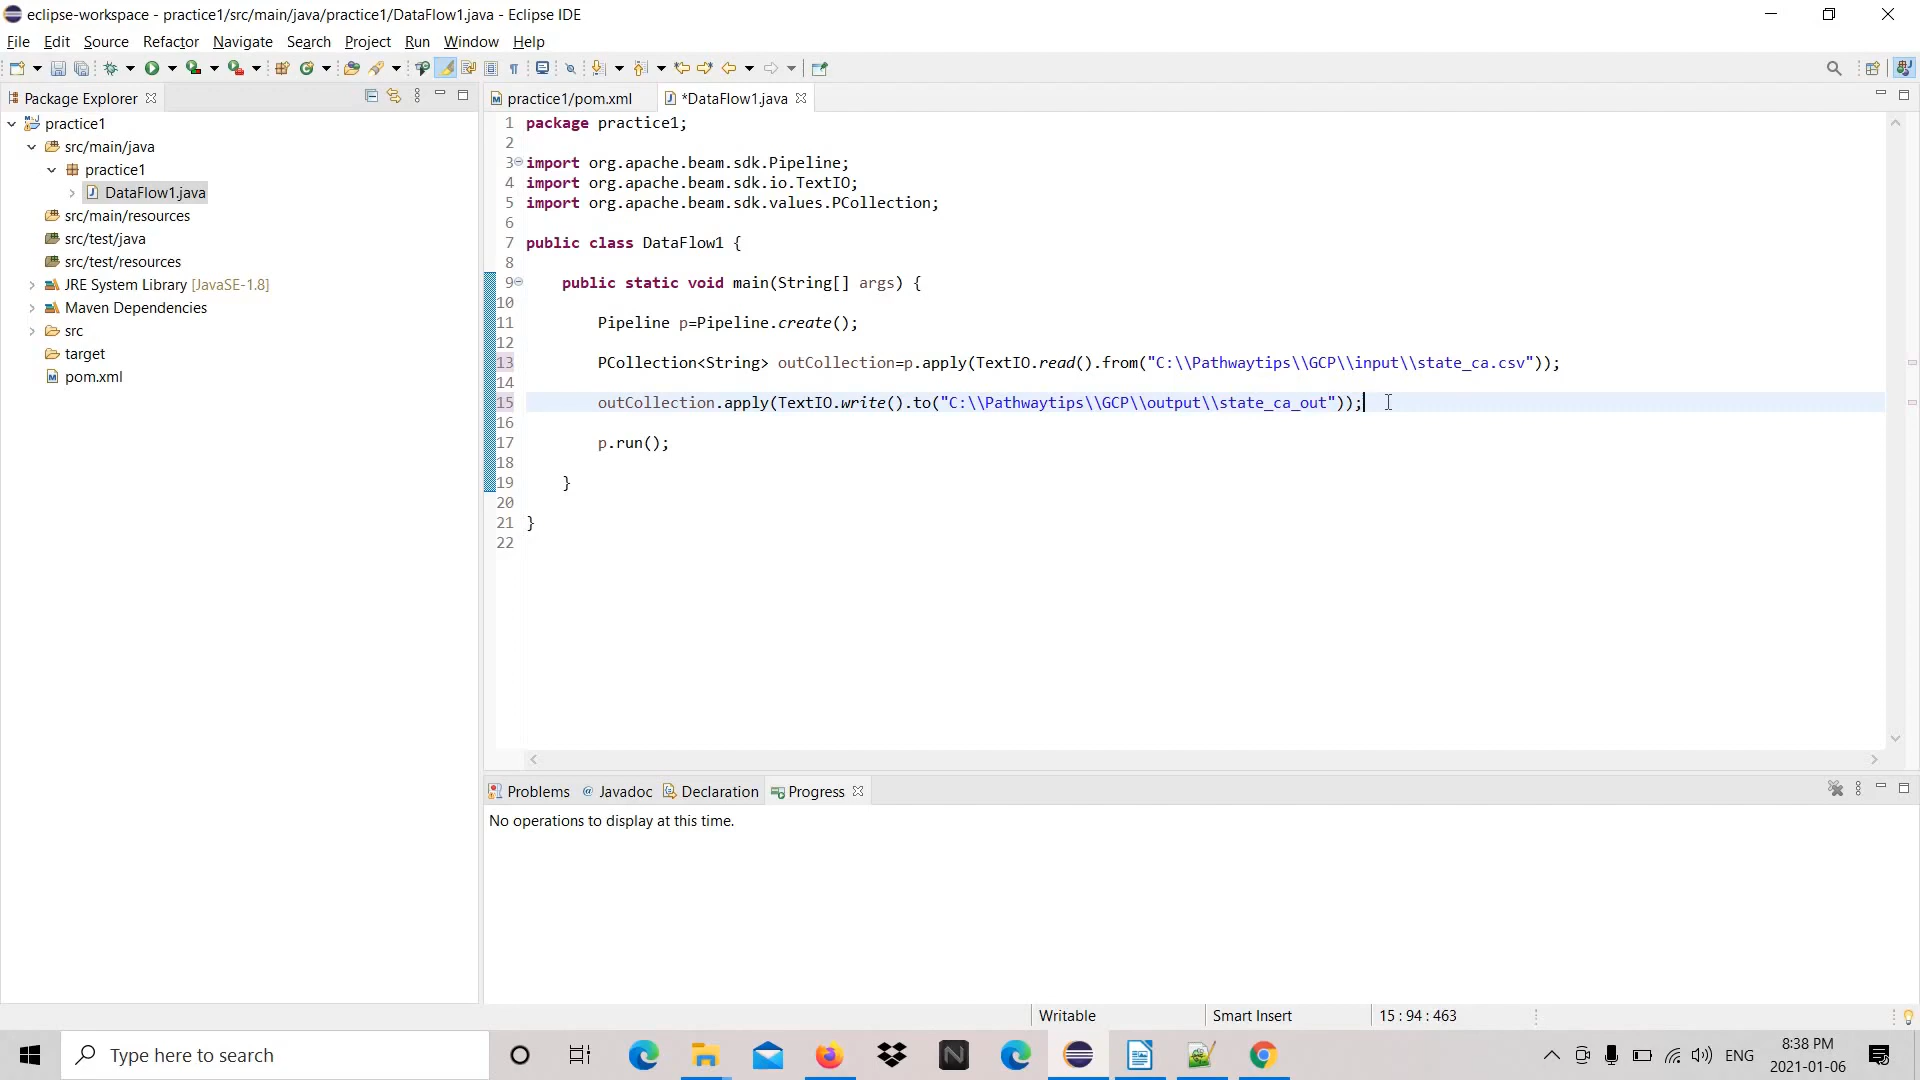 eclipse-workspace - practice1/src/main/java/practice1/DataFlow1.java - Eclipse IDE
File Edit Source Refactor Navigate Search Project Run Window Help
Package Explorer
practice1
src/main/java
practice1
DataFlow1.java
src/main/resources
src/test/java
src/test/resources
JRE System Library [JavaSE-1.8]
Maven Dependencies
src
target
pom.xml
practice1/pom.xml *DataFlow1.java
1 package practice1;
2
3 import org.apache.beam.sdk.Pipeline;
4 import org.apache.beam.sdk.io.TextIO;
5 import org.apache.beam.sdk.values.PCollection;
6
7 public class DataFlow1 {
8
9 public static void main(String[] args) {
10
11 Pipeline p=Pipeline.create();
12
13 PCollection<String> outCollection=p.apply(TextIO.read().from("C:\\Pathwaytips\\GCP\\input\\state_ca.csv"));
14
15 outCollection.apply(TextIO.write().to("C:\\Pathwaytips\\GCP\\output\\state_ca_out"));
16
17 p.run();
18
19 }
20
21 }
22
Problems @ Javadoc Declaration Progress
No operations to display at this time.
Writable Smart Insert 15 : 94 : 463
Type here to search
ENG
8:38 PM
2021-01-06